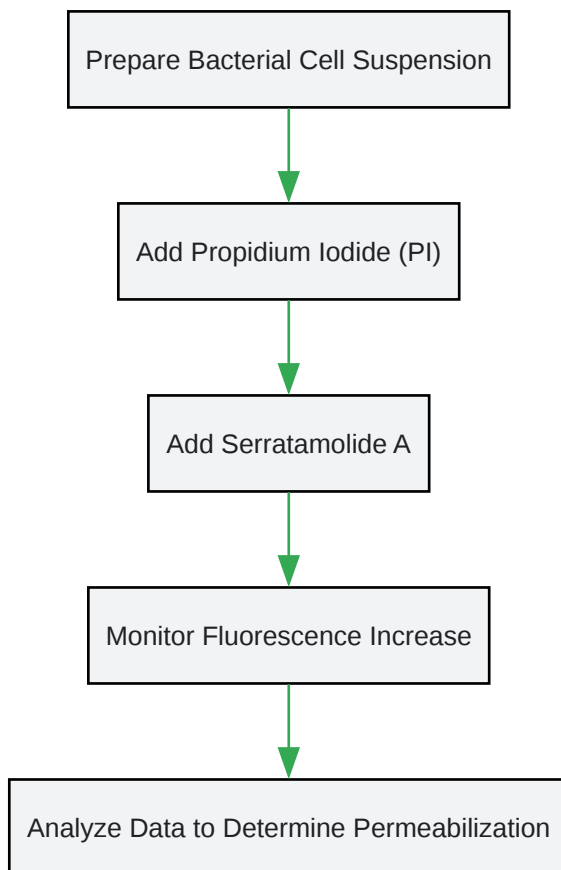 Prepare Bacterial Cell Suspension
Add Propidium Iodide (PI)
Add Serratamolide A
Monitor Fluorescence Increase
Analyze Data to Determine Permeabilization